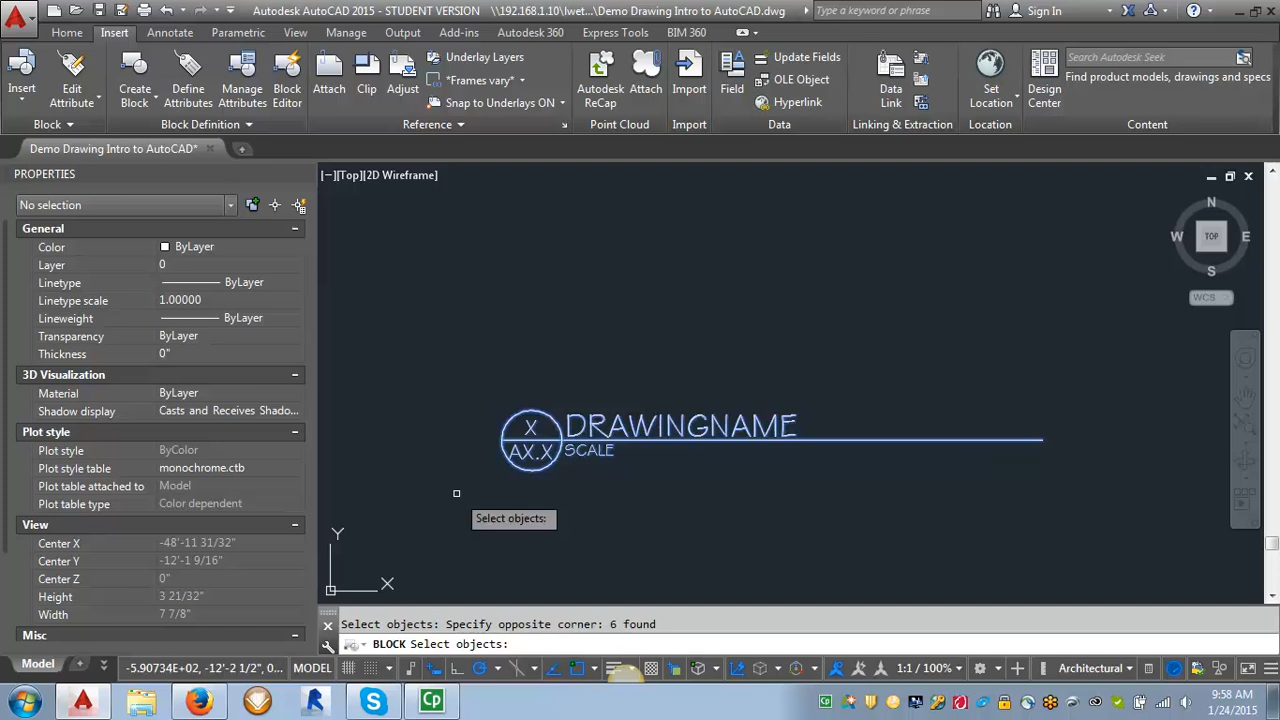 Autodesk AutoCAD 2015 - STUDENT VERSION \\192.168.1.10\Iwet...\Demo Drawing Intro to AutoCAD.dwg
Type a keyword or phrase
Sign In
Home Insert Annotate Parametric View Manage Output Add-ins Autodesk 360 Express Tools BIM 360
Insert
Edit Attribute
Block
Create Block
Define Attributes
Manage Attributes
Block Editor
Block Definition
Attach
Clip
Adjust
Underlay Layers
*Frames vary*
Snap to Underlays ON
Reference
Autodesk ReCap
Attach
Point Cloud
Import
Import
Field
Update Fields
OLE Object
Hyperlink
Data
Data Link
Linking & Extraction
Set Location
Location
Design Center
Search Autodesk Seek
Find product models, drawings and specs
Content
Demo Drawing Intro to AutoCAD*
PROPERTIES
No selection
General
Color ByLayer
Layer 0
Linetype ByLayer
Linetype scale 1.00000
Lineweight ByLayer
Transparency ByLayer
Thickness 0"
3D Visualization
Material ByLayer
Shadow display Casts and Receives Shado...
Plot style
Plot style ByColor
Plot style table monochrome.ctb
Plot table attached to Model
Plot table type Color dependent
View
Center X -48'-11 31/32"
Center Y -12'-1 9/16"
Center Z 0"
Height 3 21/32"
Width 7 7/8"
Misc
[−][Top][2D Wireframe]
N
W TOP E
S
WCS
X DRAWINGNAME
AX.X SCALE
Select objects:
Y
X
Select objects: Specify opposite corner: 6 found
BLOCK Select objects:
Model
-5.90734E+02, -12'-2 1/2", 0...
MODEL
1:1 / 100%
Architectural
Cp
9:58 AM
1/24/2015